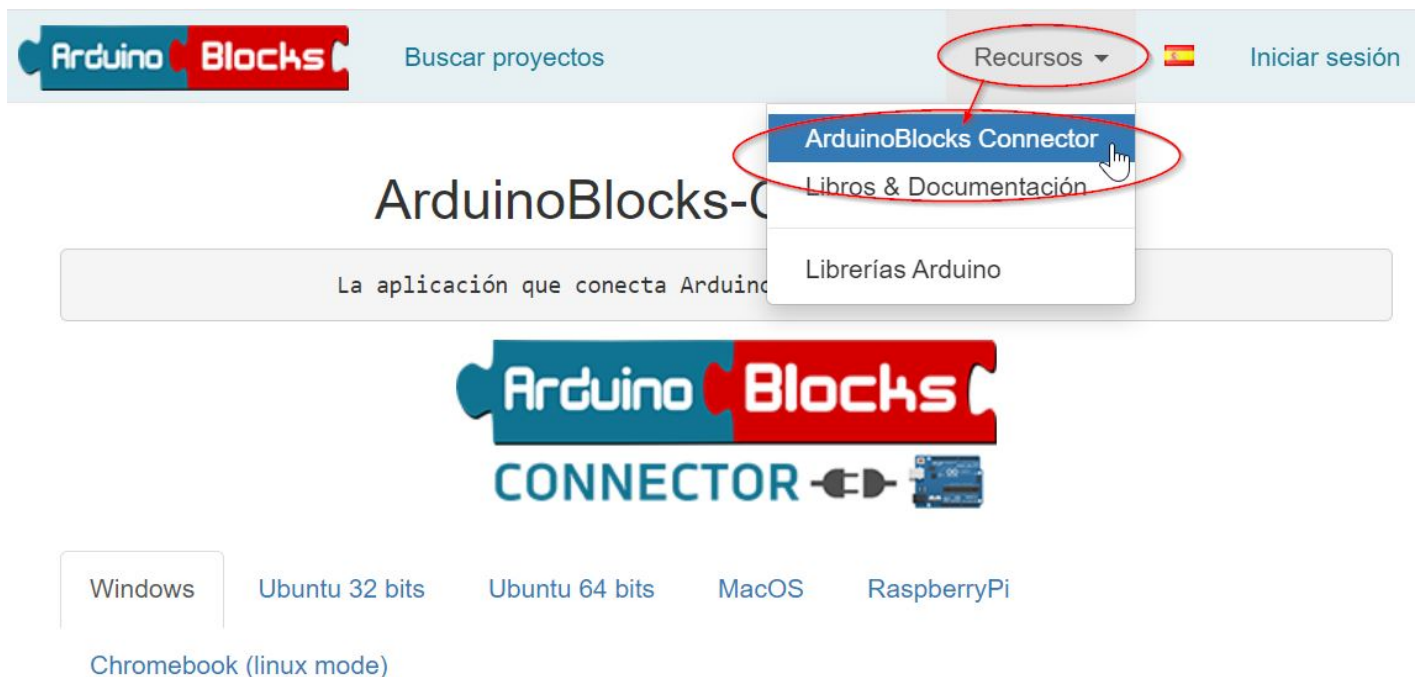 Arduino Blocks Buscar proyectos Recursos Iniciar sesión
ArduinoBlocks Connector
Libros & Documentación
Librerías Arduino
ArduinoBlocks-
La aplicación que conecta
Arduino Blocks
CONNECTOR
Windows Ubuntu 32 bits Ubuntu 64 bits MacOS RaspberryPi
Chromebook (linux mode)